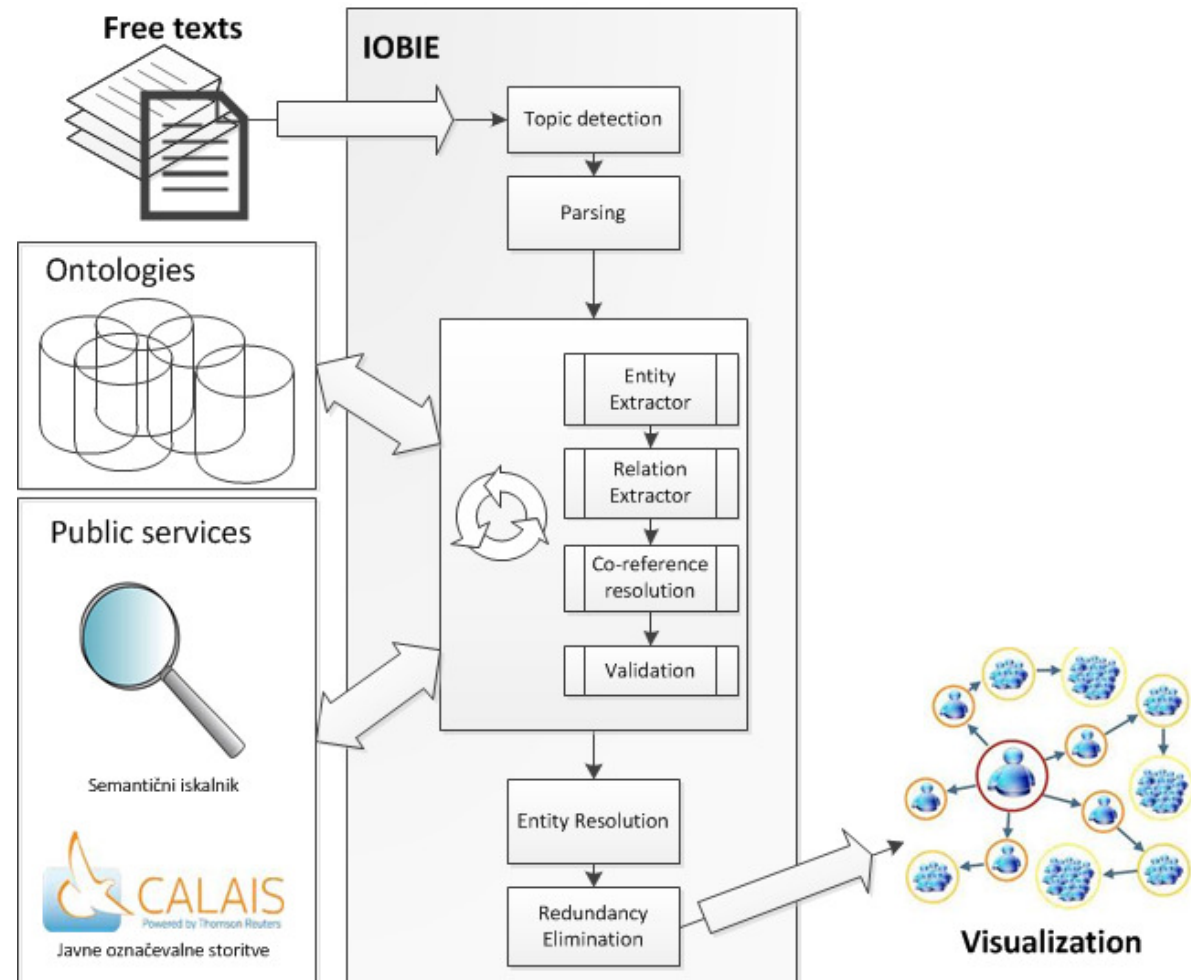 Free texts
IOBIE
Topic detection
Parsing
Ontologies
Entity
Extractor
Relation
Extractor
Co-reference
resolution
Validation
Public services
Semantični iskalnik
CALAIS
Powered by Thomson Reuters
Javne označevalne storitve
Entity Resolution
Redundancy
Elimination
Visualization